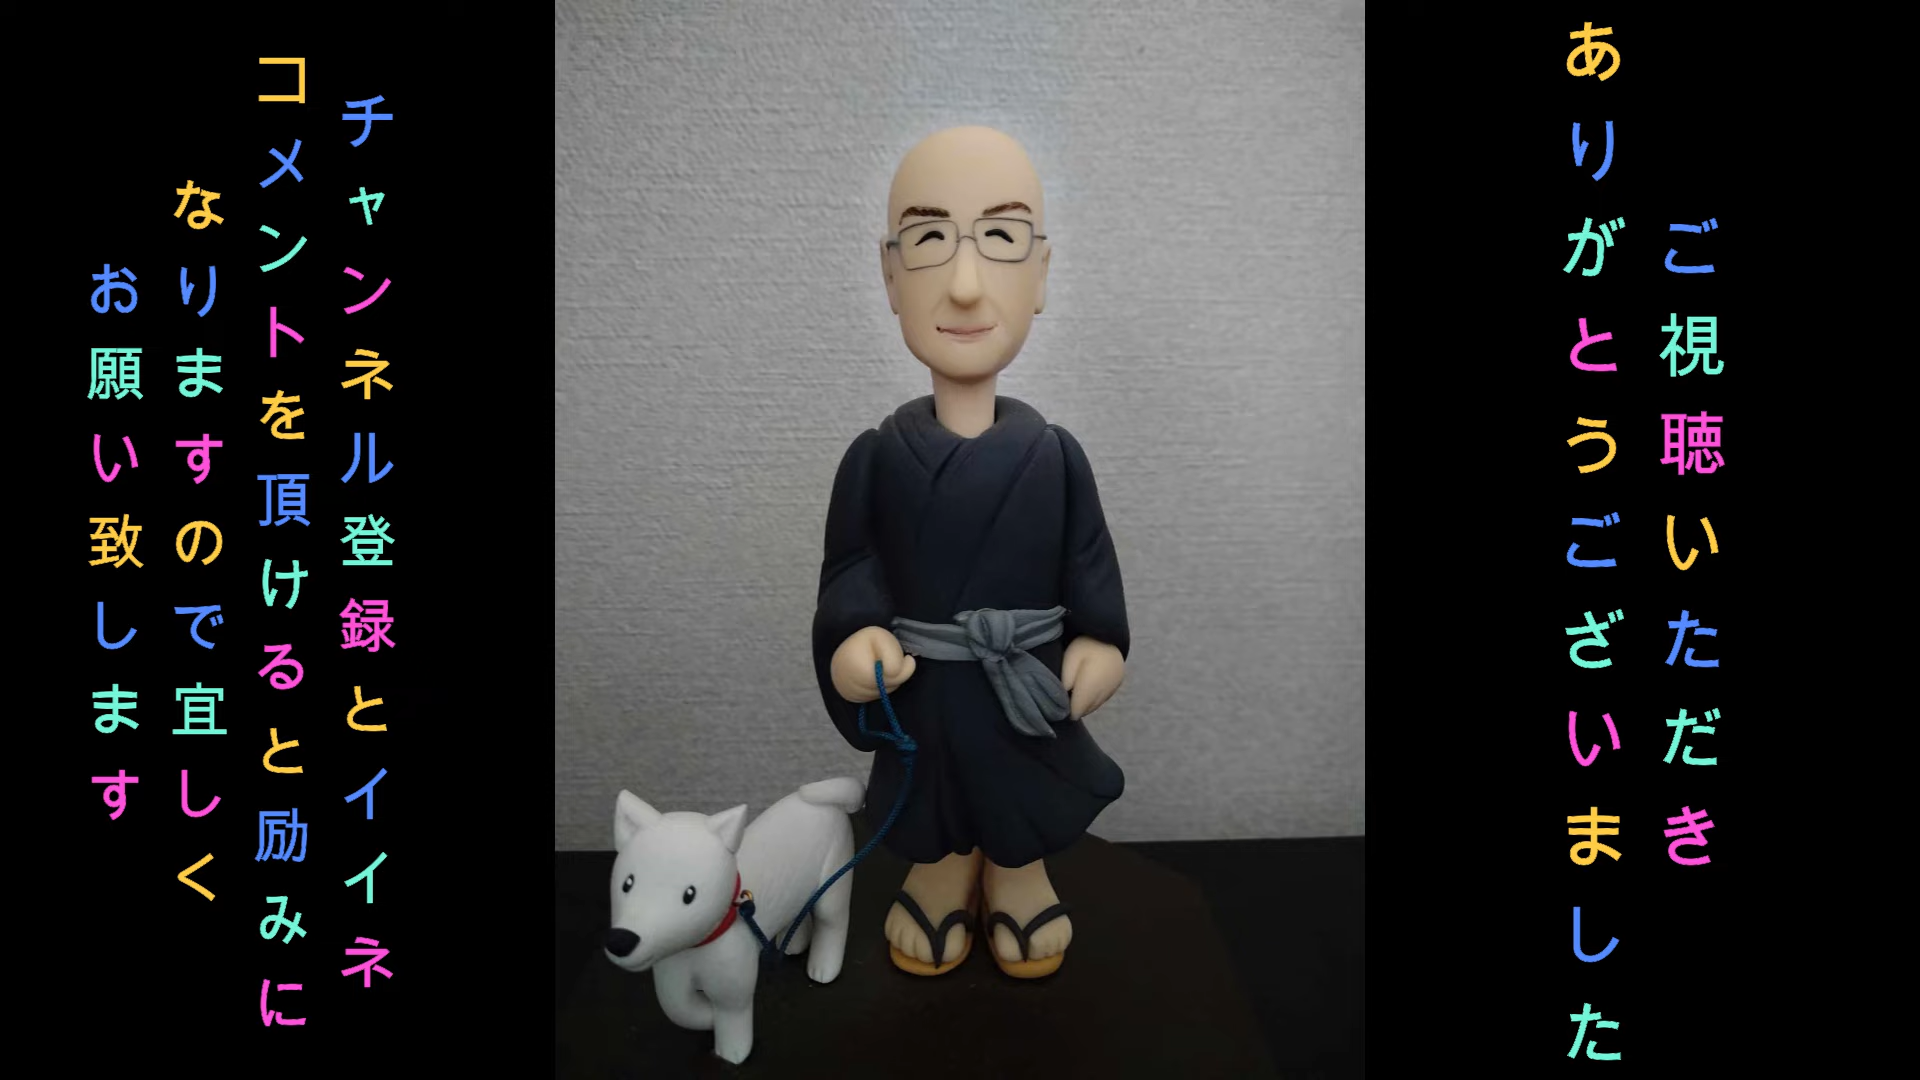 ご視聴いただき
ありがとうございました
チャンネル登録とイイネ
コメントを頂けると励みに
なりますので宜しく
お願い致します